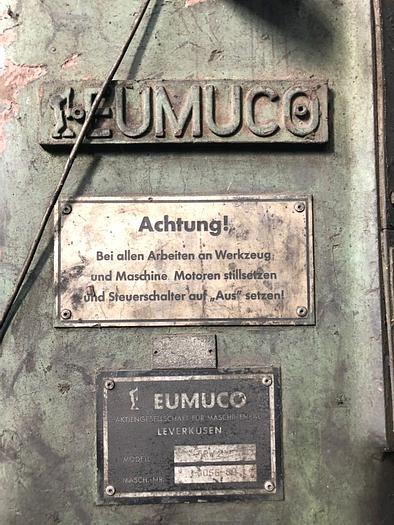 EUMUCO
Achtung!
Bei allen Arbeiten an Werkzeug
und Maschine Motoren stillsetzen
und Steuerschalter auf „Aus" setzen!
EUMUCO
AKTIENGESELLSCHAFT FÜR MASCHINENBAU
LEVERKUSEN
MODELL
MASCH.-NR.